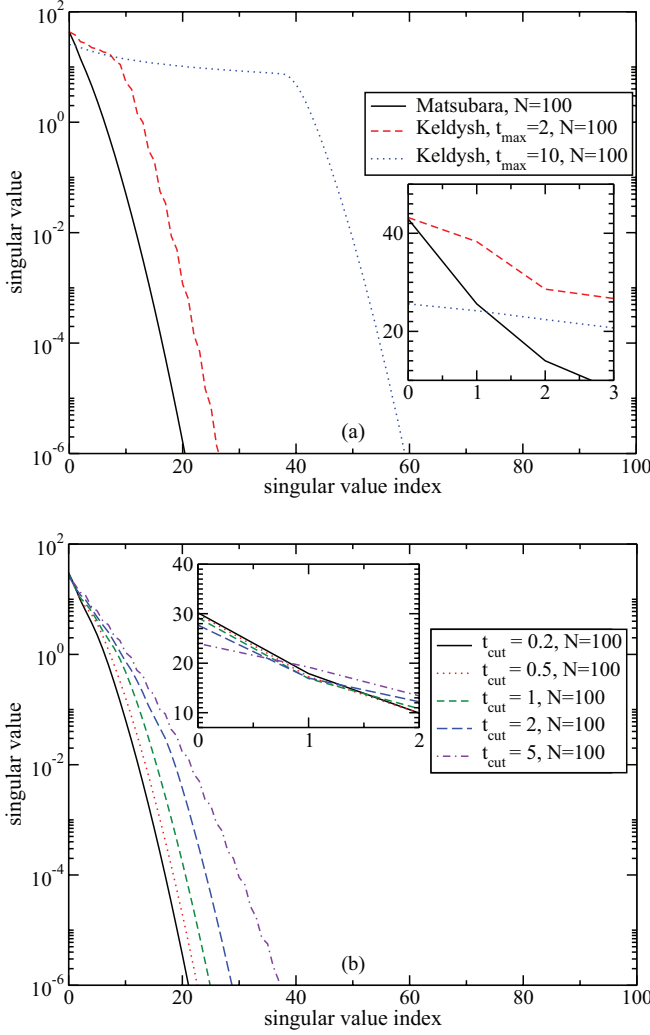 10^2
10^0
10^-2
10^-4
10^-6
singular value
Matsubara, N=100
Keldysh, t_max=2, N=100
Keldysh, t_max=10, N=100
40
20
0 1 2 3
(a)
0 20 40 60 80 100
singular value index
10^2
10^0
10^-2
10^-4
10^-6
singular value
40
30
20
10
0 1 2
t_cut = 0.2, N=100
t_cut = 0.5, N=100
t_cut = 1, N=100
t_cut = 2, N=100
t_cut = 5, N=100
(b)
0 20 40 60 80 100
singular value index